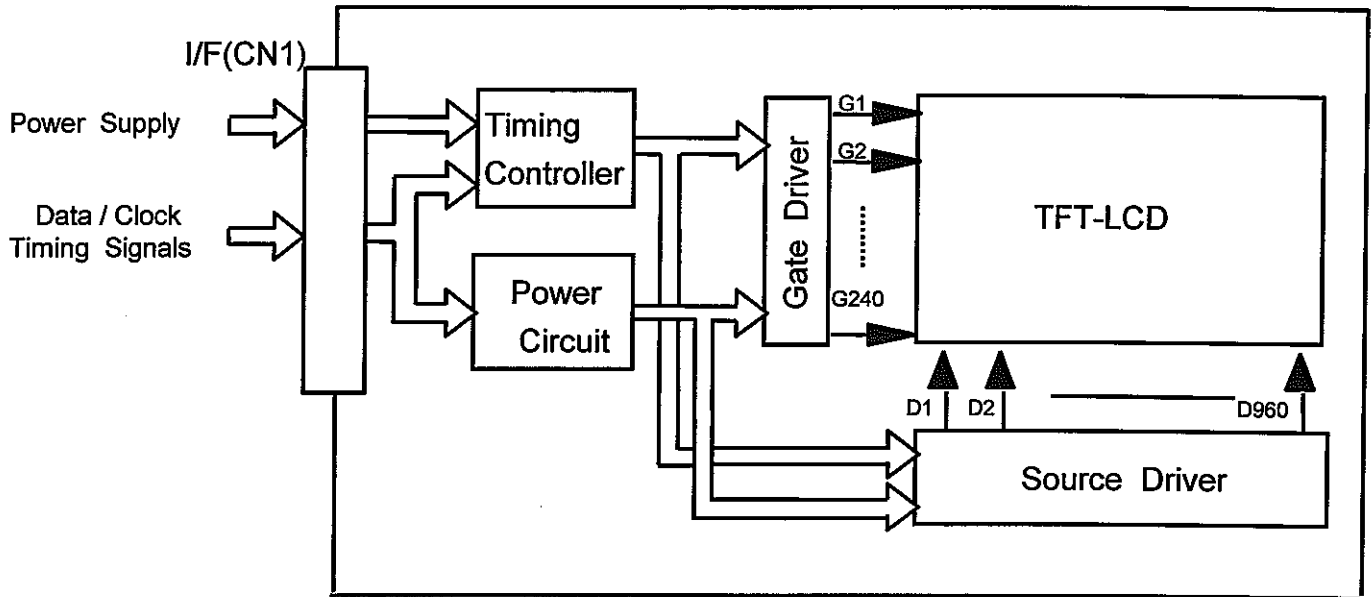 I/F(CN1)
Power Supply
Data / Clock
Timing Signals
Timing
Controller
Power
Circuit
Gate Driver
G1
G2
G240
TFT-LCD
D1 D2 D960
Source Driver